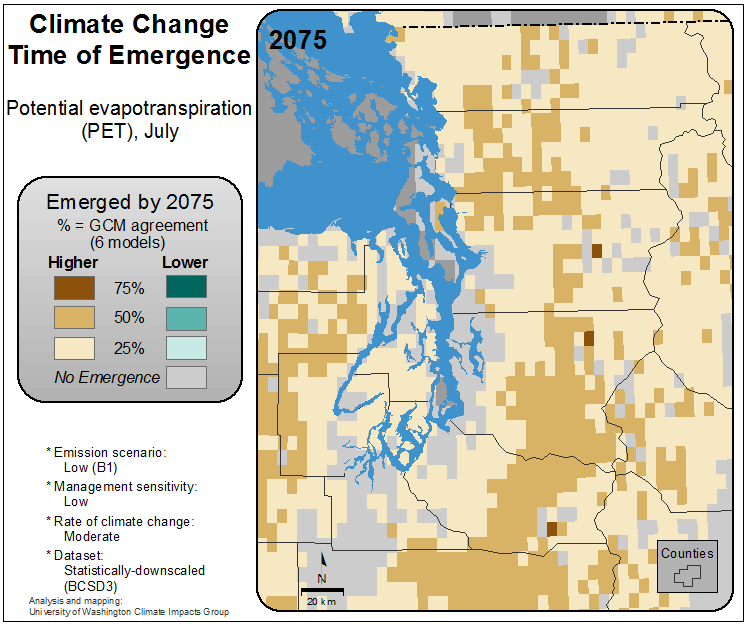 Climate Change
Time of Emergence
Potential evapotranspiration
(PET), July
Emerged by 2075
% = GCM agreement
(6 models)
Higher Lower
75%
50%
25%
No Emergence
* Emission scenario:
Low (B1)
* Management sensitivity:
Low
* Rate of climate change:
Moderate
* Dataset:
Statistically-downscaled
(BCSD3)
Analysis and mapping:
University of Washington Climate Impacts Group
2075
N
20 km
Counties